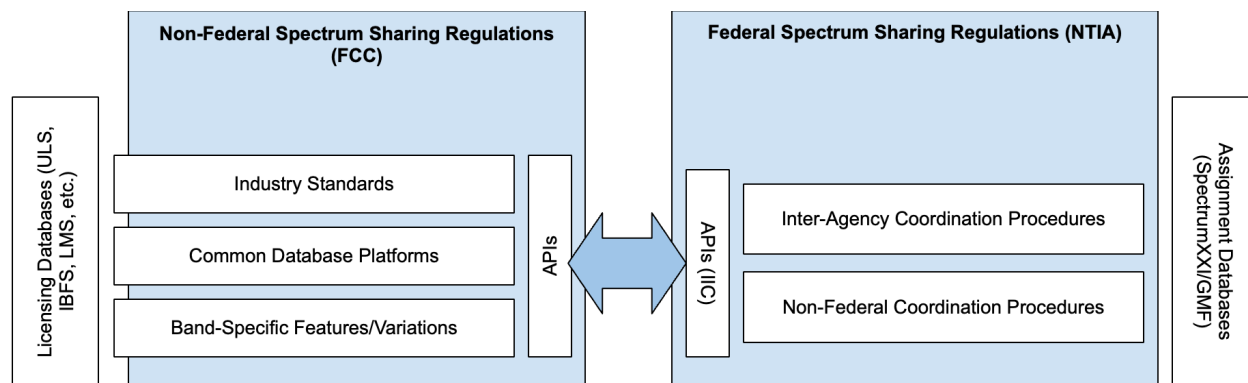 Non-Federal Spectrum Sharing Regulations
(FCC)
Federal Spectrum Sharing Regulations (NTIA)
Licensing Databases (ULS,
IBFS, LMS, etc.)
Industry Standards
Common Database Platforms
Band-Specific Features/Variations
APIs
APIs (IIC)
Inter-Agency Coordination Procedures
Non-Federal Coordination Procedures
Assignment Databases
(SpectrumXXI/GMF)